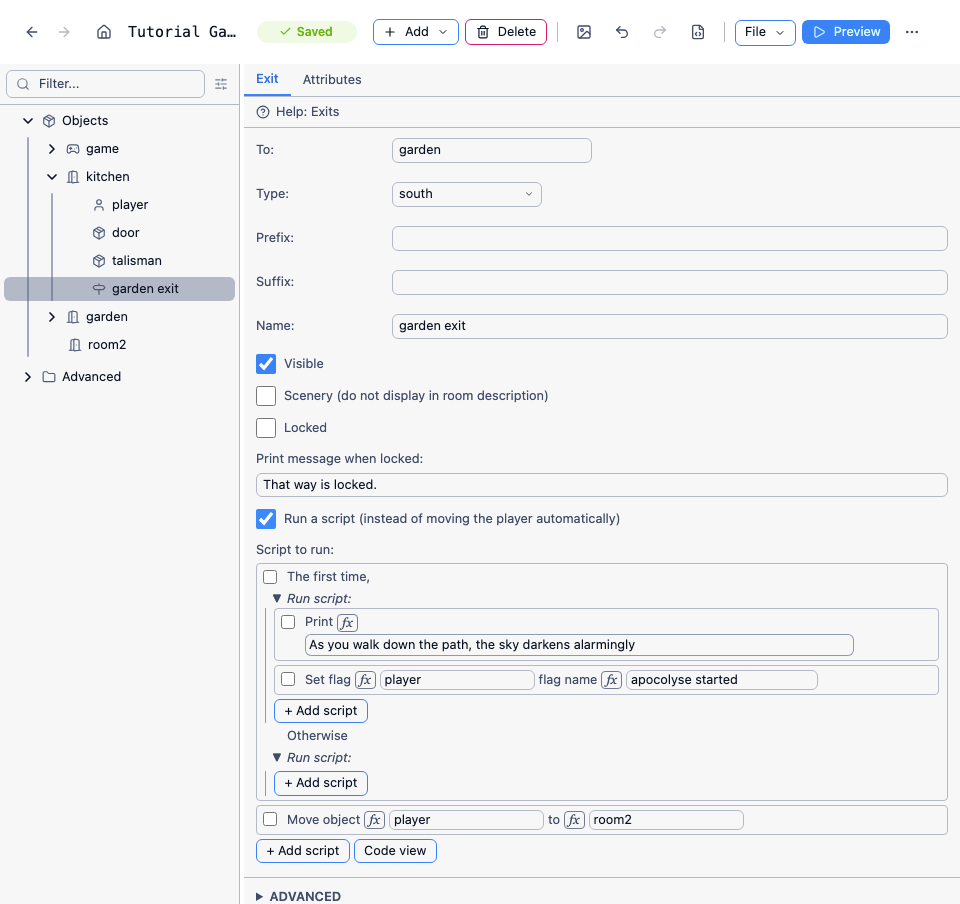 Tutorial Ga…
Saved
Add
Delete
File
Preview
Filter...
Exit
Attributes
Objects
Help: Exits
game
To:
garden
kitchen
Type:
south
player
door
Prefix:
talisman
Suffix:
garden exit
garden
Name:
garden exit
room2
Visible
Advanced
Scenery (do not display in room description)
Locked
Print message when locked:
That way is locked.
Run a script (instead of moving the player automatically)
Script to run:
The first time,
Run script:
Print fx
As you walk down the path, the sky darkens alarmingly
Set flag fx player flag name fx apocolyse started
+ Add script
Otherwise
Run script:
+ Add script
Move object fx player to fx room2
+ Add script
Code view
ADVANCED